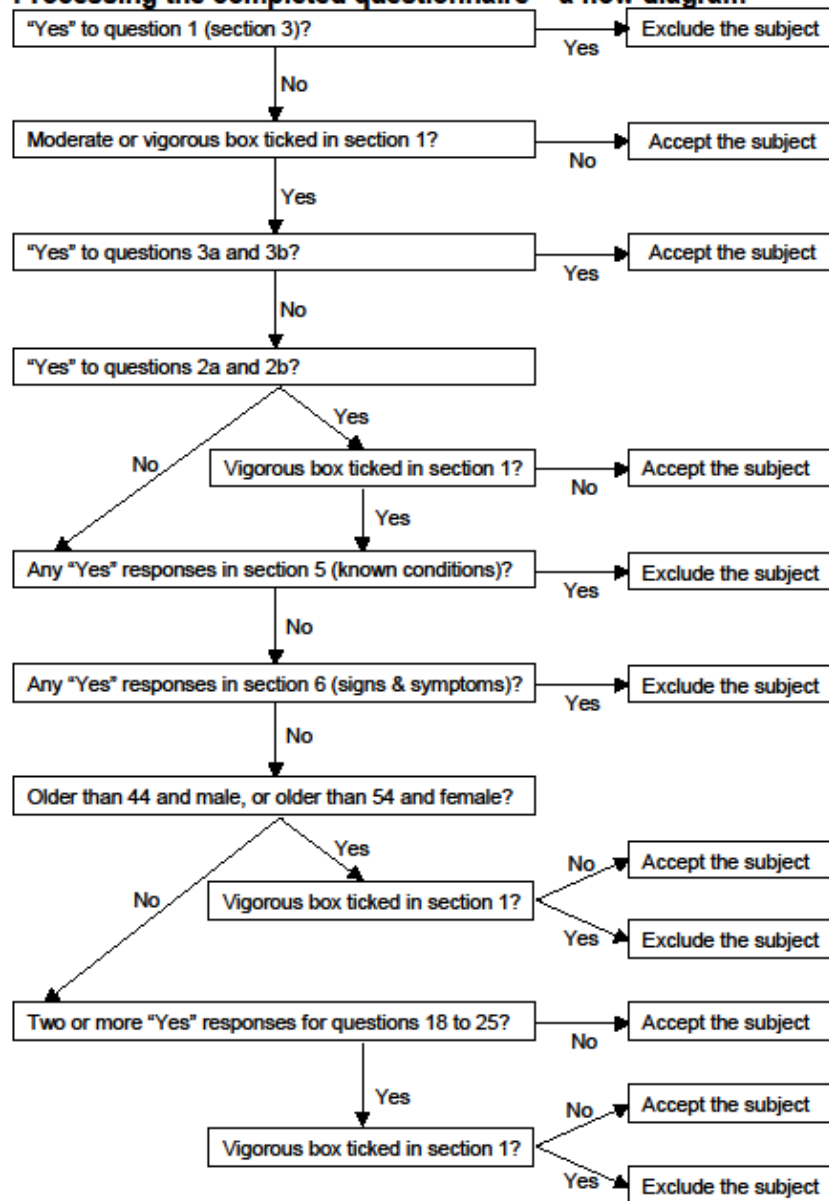 Processing the completed questionnaire – a flow diagram
"Yes" to question 1 (section 3)?
Yes
Exclude the subject
No
Moderate or vigorous box ticked in section 1?
No
Accept the subject
Yes
"Yes" to questions 3a and 3b?
Yes
Accept the subject
No
"Yes" to questions 2a and 2b?
Yes
No
Vigorous box ticked in section 1?
No
Accept the subject
Yes
Any "Yes" responses in section 5 (known conditions)?
Yes
Exclude the subject
No
Any "Yes" responses in section 6 (signs & symptoms)?
Yes
Exclude the subject
No
Older than 44 and male, or older than 54 and female?
Yes
No
Vigorous box ticked in section 1?
No
Accept the subject
Yes
Exclude the subject
Two or more "Yes" responses for questions 18 to 25?
No
Accept the subject
Yes
Vigorous box ticked in section 1?
No
Accept the subject
Yes
Exclude the subject